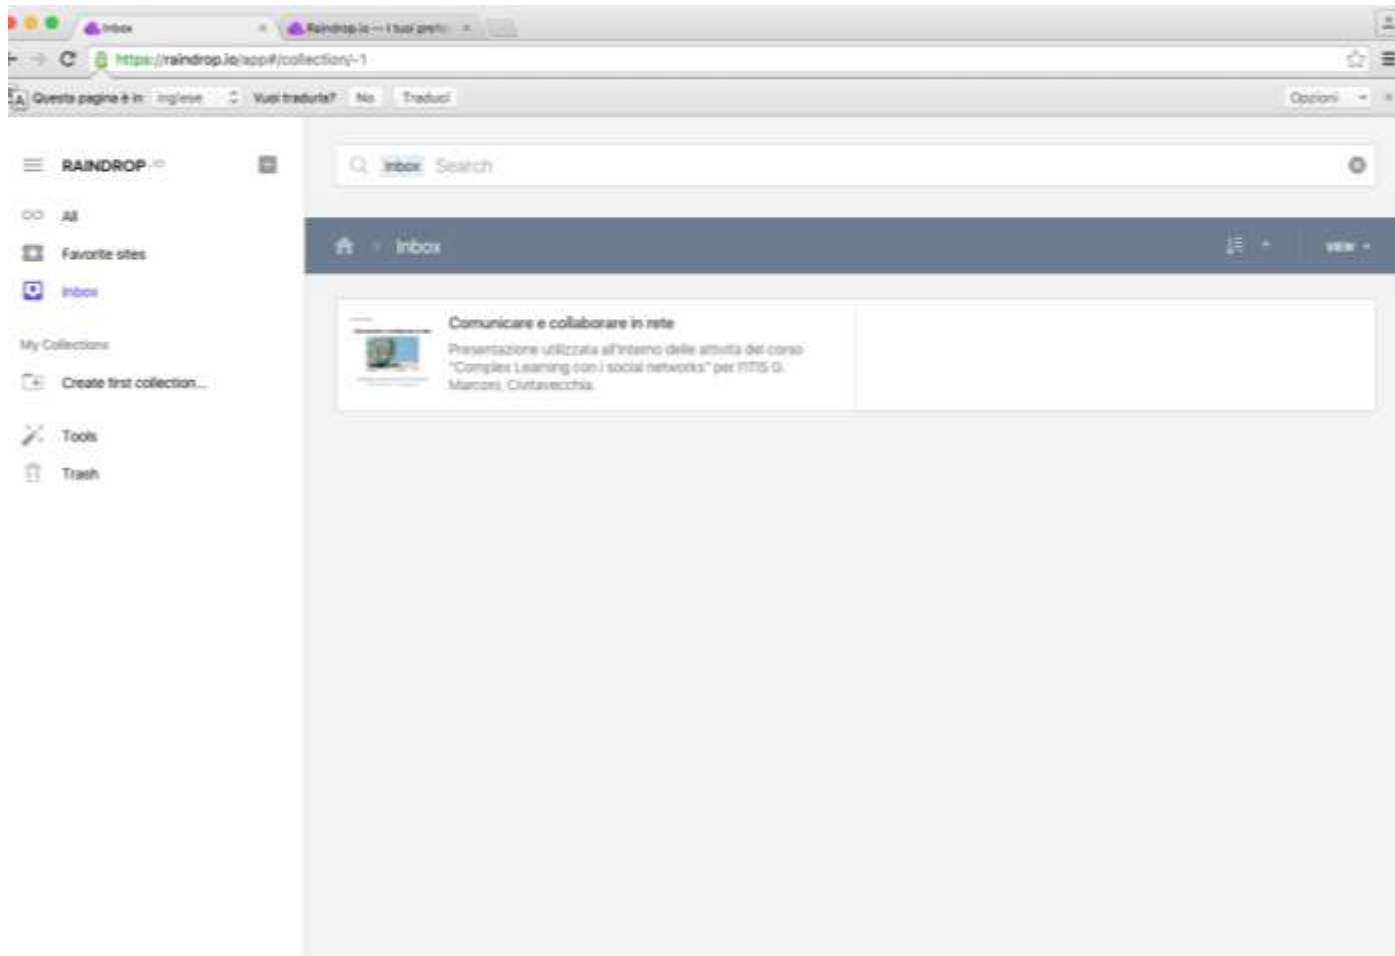 Inbox
Raindrop.io — I tuoi prefe
https://raindrop.io/app#/collection/-1
Questa pagina è in inglese Vuoi tradurla? No Traduci Opzioni
RAINDROP.IO
Inbox Search
All
Favorite sites
Inbox
My Collections
Create first collection...
Tools
Trash
Inbox VIEW
Comunicare e collaborare in rete
Presentazione utilizzata all'interno delle attività del corso
"Complex Learning con i social networks" per l'ITIS G.
Marconi, Civitavecchia.